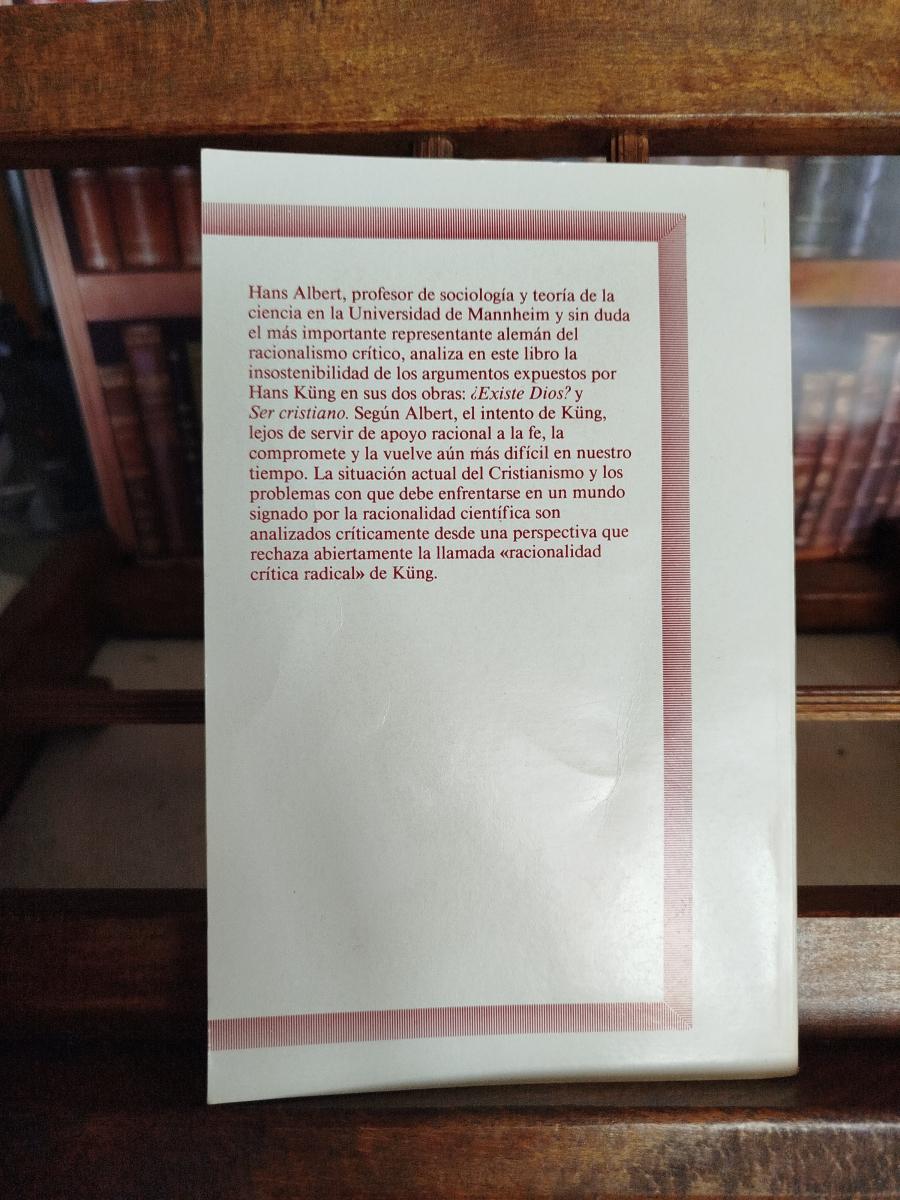 Hans Albert, profesor de sociología y teoría de la
ciencia en la Universidad de Mannheim y sin duda
el más importante representante alemán del
racionalismo crítico, analiza en este libro la
insostenibilidad de los argumentos expuestos por
Hans Küng en sus dos obras: ¿Existe Dios? y
Ser cristiano. Según Albert, el intento de Küng,
lejos de servir de apoyo racional a la fe, la
compromete y la vuelve aún más difícil en nuestro
tiempo. La situación actual del Cristianismo y los
problemas con que debe enfrentarse en un mundo
signado por la racionalidad científica son
analizados críticamente desde una perspectiva que
rechaza abiertamente la llamada «racionalidad
crítica radical» de Küng.